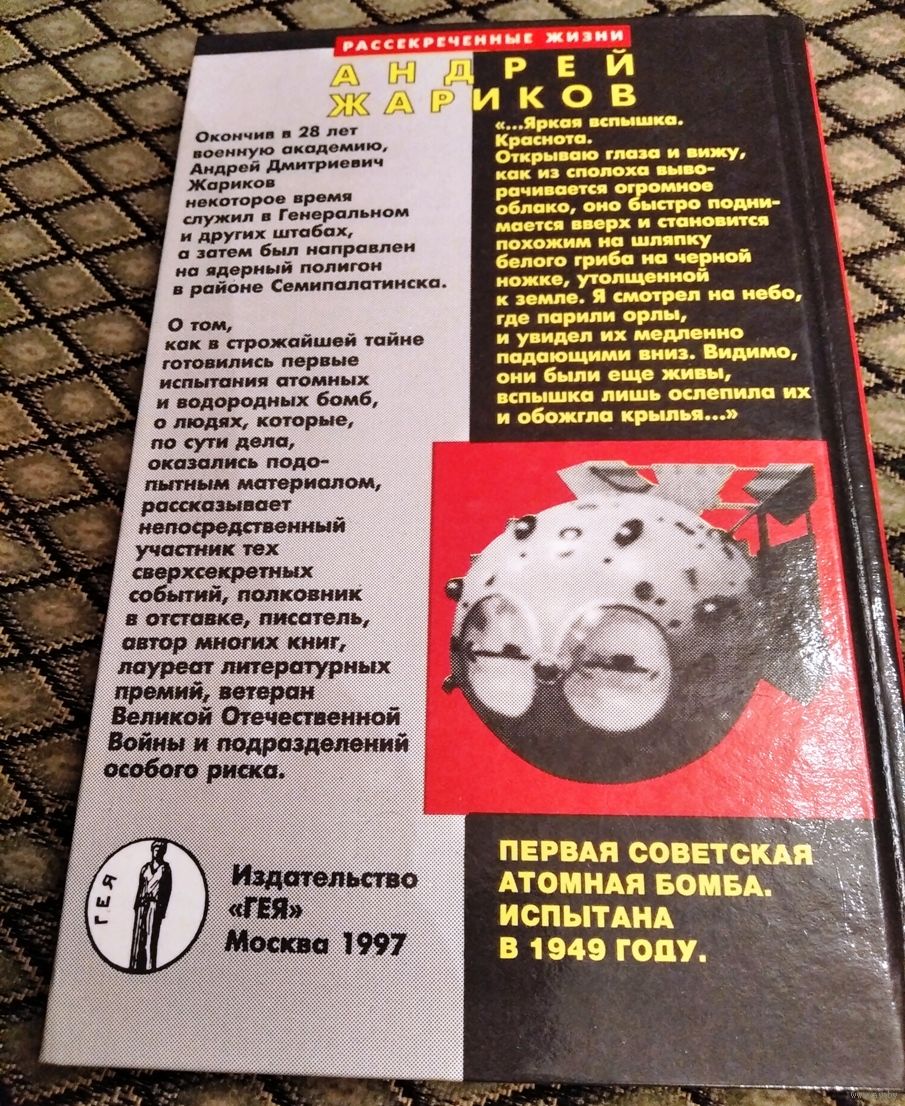 РАССЕКРЕЧЕННЫЕ ЖИЗНИ
АНДРЕЙ
ЖАРИКОВ
Окончив в 28 лет
военную академию,
Андрей Дмитриевич
Жариков
некоторое время
служил в Генеральном
и других штабах,
а затем был направлен
на ядерный полигон
в районе Семипалатинска.
О том,
как в строжайшей тайне
готовились первые
испытания атомных
и водородных бомб,
о людях, которые,
по сути дела,
оказались подо-
пытным материалом,
рассказывает
непосредственный
участник тех
сверхсекретных
событий, полковник
в отставке, писатель,
автор многих книг,
лауреат литературных
премий, ветеран
Великой Отечественной
Войны и подразделений
особого риска.
ГЕЯ
Издательство
«ГЕЯ»
Москва 1997
«...Яркая вспышка.
Краснота.
Открываю глаза и вижу,
как из сполоха выво-
рачивается огромное
облако, оно быстро подни-
мается вверх и становится
похожим на шляпку
белого гриба на черной
ножке, утолщенной
к земле. Я смотрел на небо,
где парили орлы,
и увидел их медленно
падающими вниз. Видимо,
они были еще живы,
вспышка лишь ослепила их
и обожгла крылья...»
ПЕРВАЯ СОВЕТСКАЯ
АТОМНАЯ БОМБА.
ИСПЫТАНА
В 1949 ГОДУ.